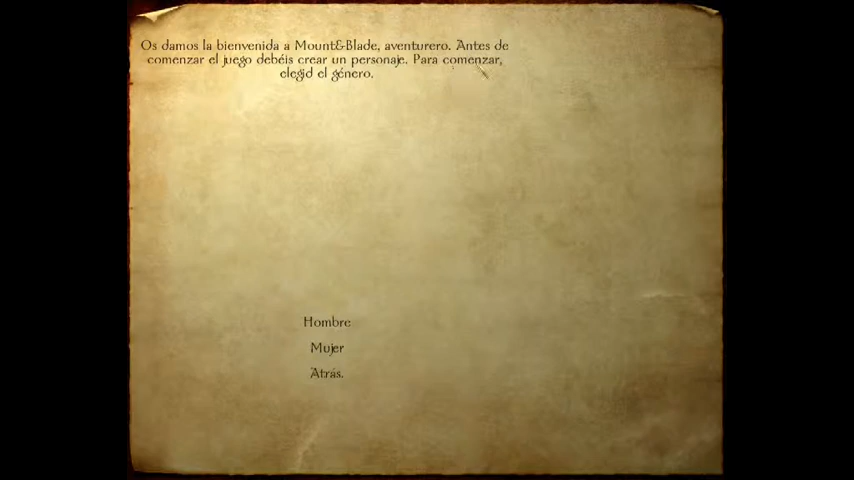 Os damos la bienvenida a Mount&Blade, aventurero. Antes de
comenzar el juego debéis crear un personaje. Para comenzar,
elegid el género.
Hombre
Mujer
Atrás.